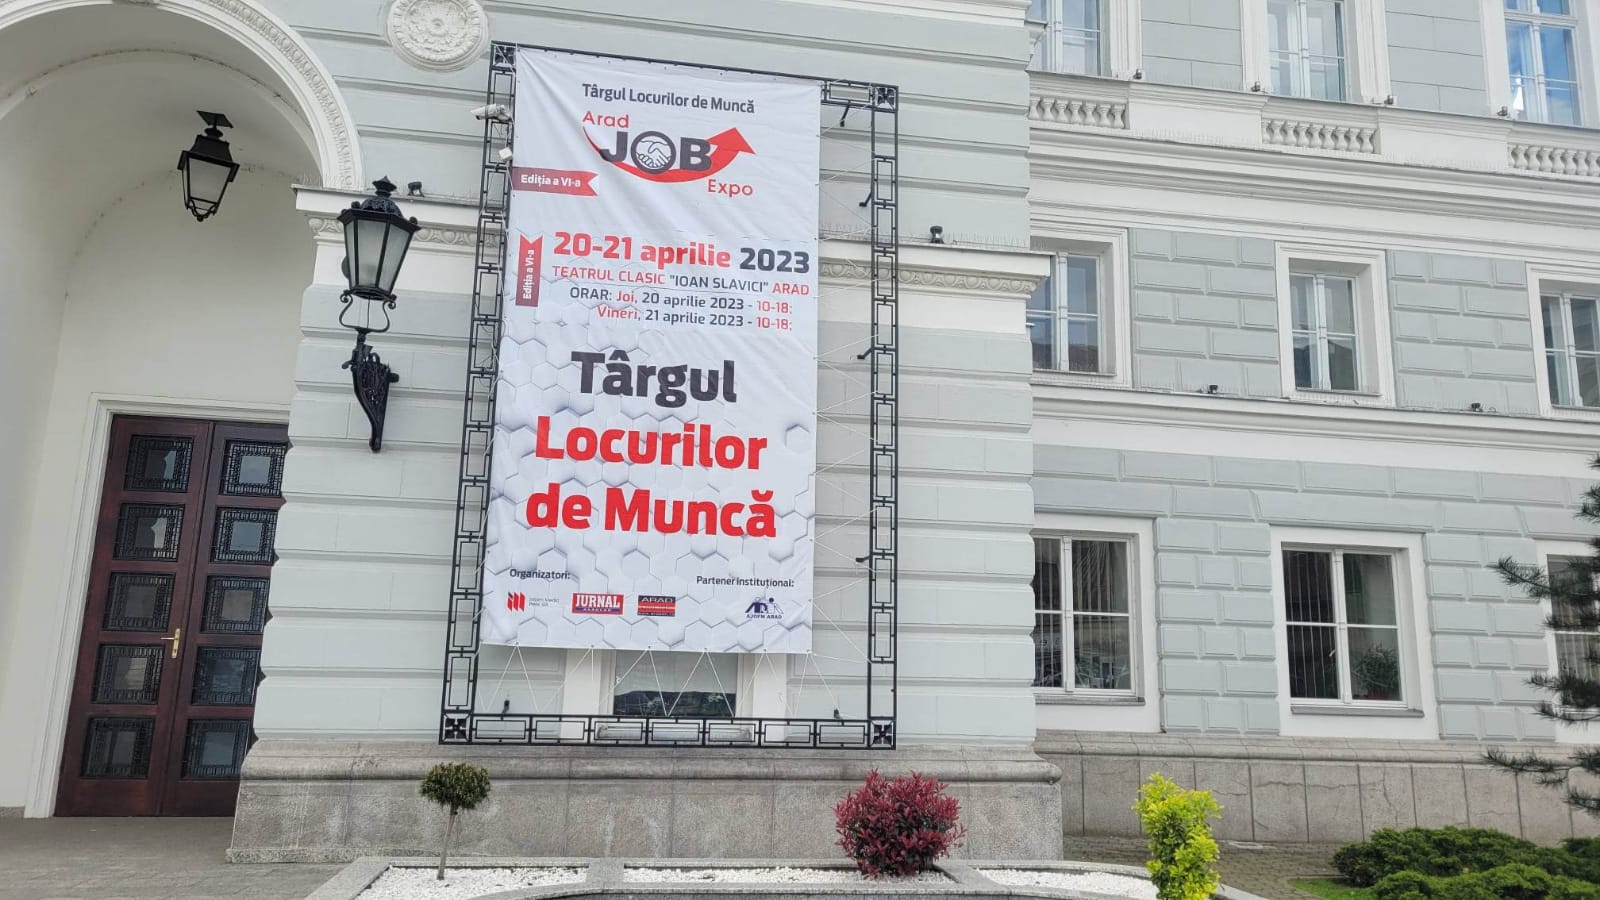 Târgul Locurilor de Muncă
Arad
JOB
Expo
Ediția a VI-a
Ediția a VI-a
20-21 aprilie 2023
TEATRUL CLASIC "IOAN SLAVICI" ARAD
ORAR: Joi, 20 aprilie 2023 - 10-18;
Vineri, 21 aprilie 2023 - 10-18;
Târgul
Locurilor
de Muncă
Organizatori:
Partener instituțional:
JURNAL
ARAD
AJOFM ARAD